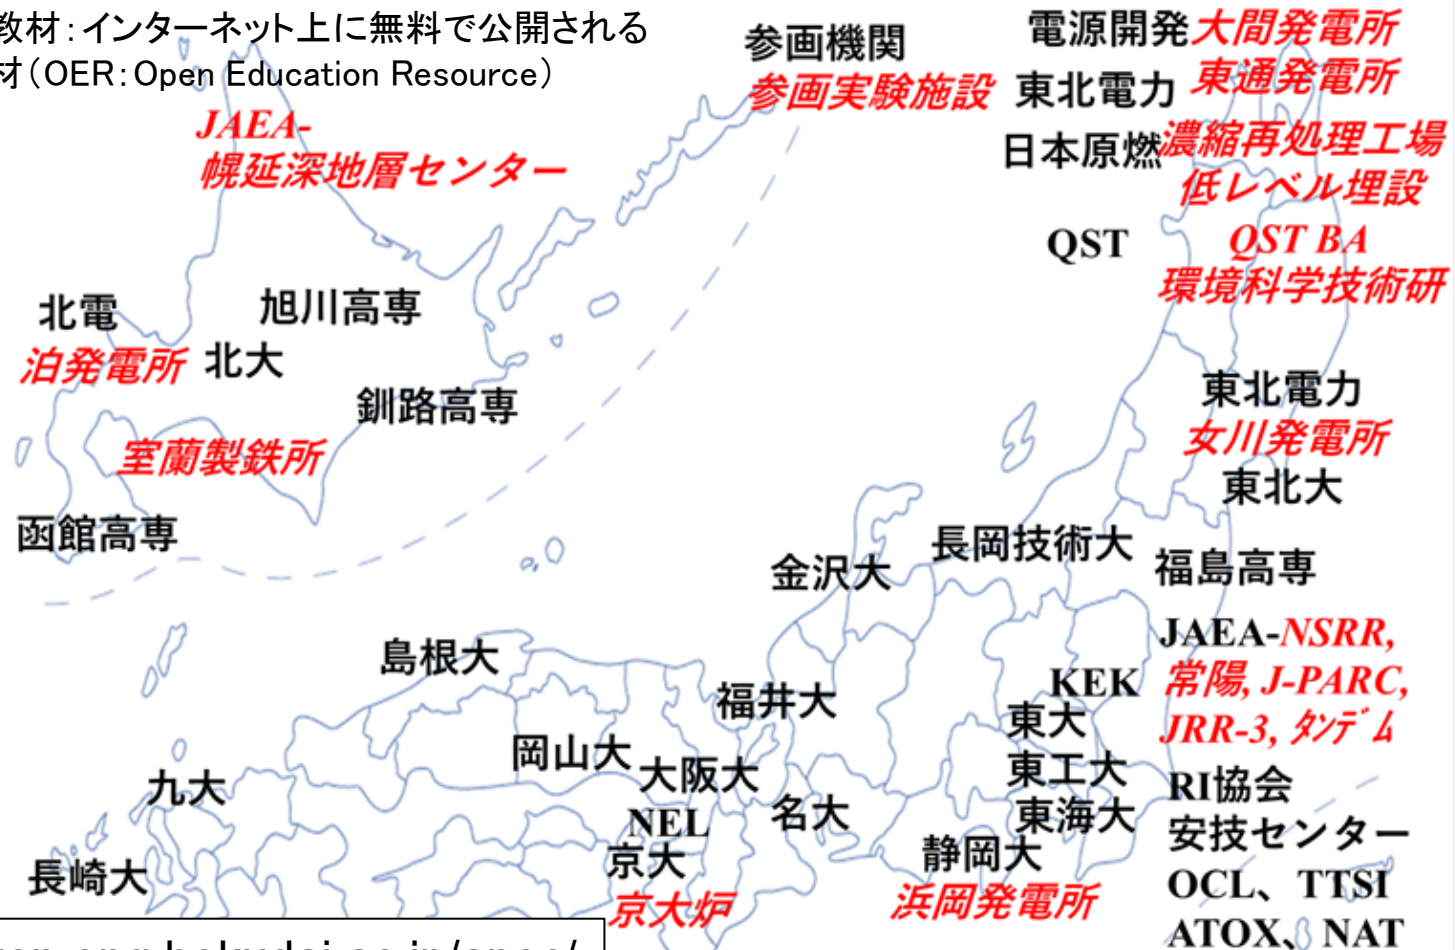 教材：インターネット上に無料で公開される
材（OER：Open Education Resource）
参画機関
参画実験施設
電源開発大間発電所
東北電力 東通発電所
日本原燃濃縮再処理工場
低レベル埋設
QST QST BA
環境科学技術研
JAEA-
幌延深地層センター
北電
泊発電所
旭川高専
北大
釧路高専
室蘭製鉄所
函館高専
東北電力
女川発電所
東北大
長岡技術大
金沢大
福島高専
島根大
福井大
KEK
東大
東工大
東海大
JAEA-NSRR,
常陽, J-PARC,
JRR-3, ﾀﾝﾃﾞﾑ
岡山大
大阪大
NEL
京大
京大炉
名大
静岡大
浜岡発電所
九大
長崎大
RI協会
安技センター
OCL、TTSI
ATOX、NAT